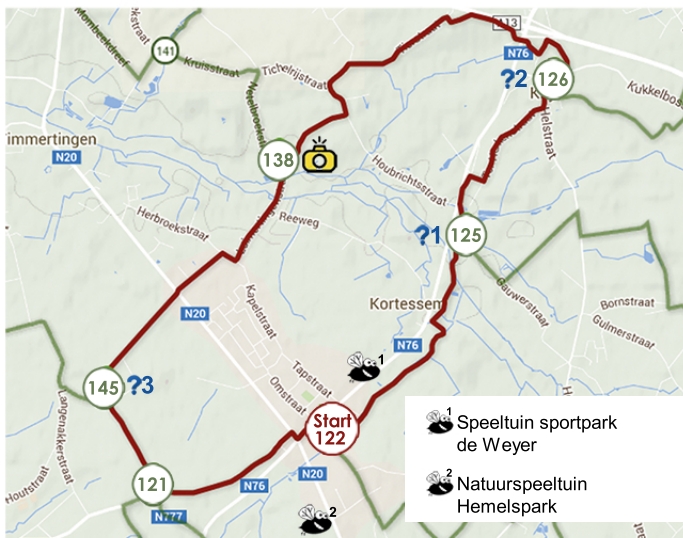 141
Kruisstraat
Tichelrijstraat
A13
N76
?2
126
Kukkelbos
N20
138
Houbrichtsstraat
Helstraat
Herbroekstraat
Reeweg
?1
125
N20
Kapelstraat
Kortessem
Gauwerstraat
Bornstraat
Gulmerstraat
N76
145
?3
Tapstraat
Omstraat
1
Langenakkerstraat
Start
122
Houtstraat
121
N76
N20
N777
2
1 Speeltuin sportpark
de Weyer
2 Natuurspeeltuin
Hemelspark